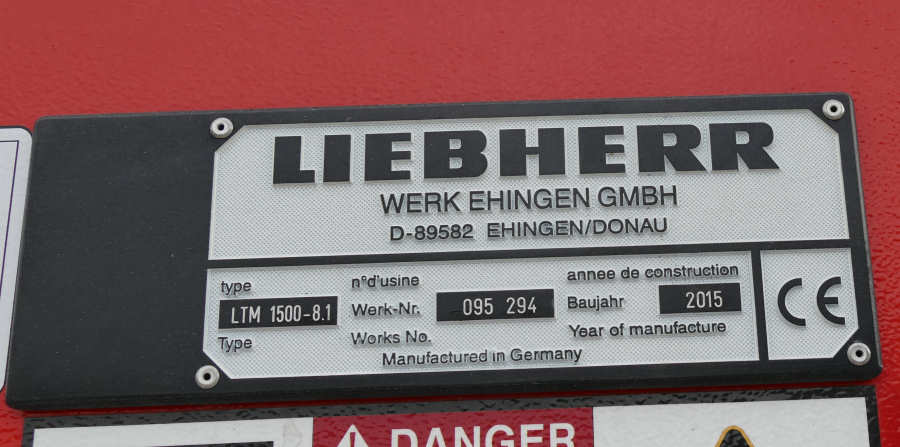 LIEBHERR
WERK EHINGEN GMBH
D-89582 EHINGEN/DONAU
type n°d'usine annee de construction
LTM 1500-8.1 Werk-Nr. 095 294 Baujahr 2015
Type Works No. Year of manufacture
Manufactured in Germany
CE
DANGER